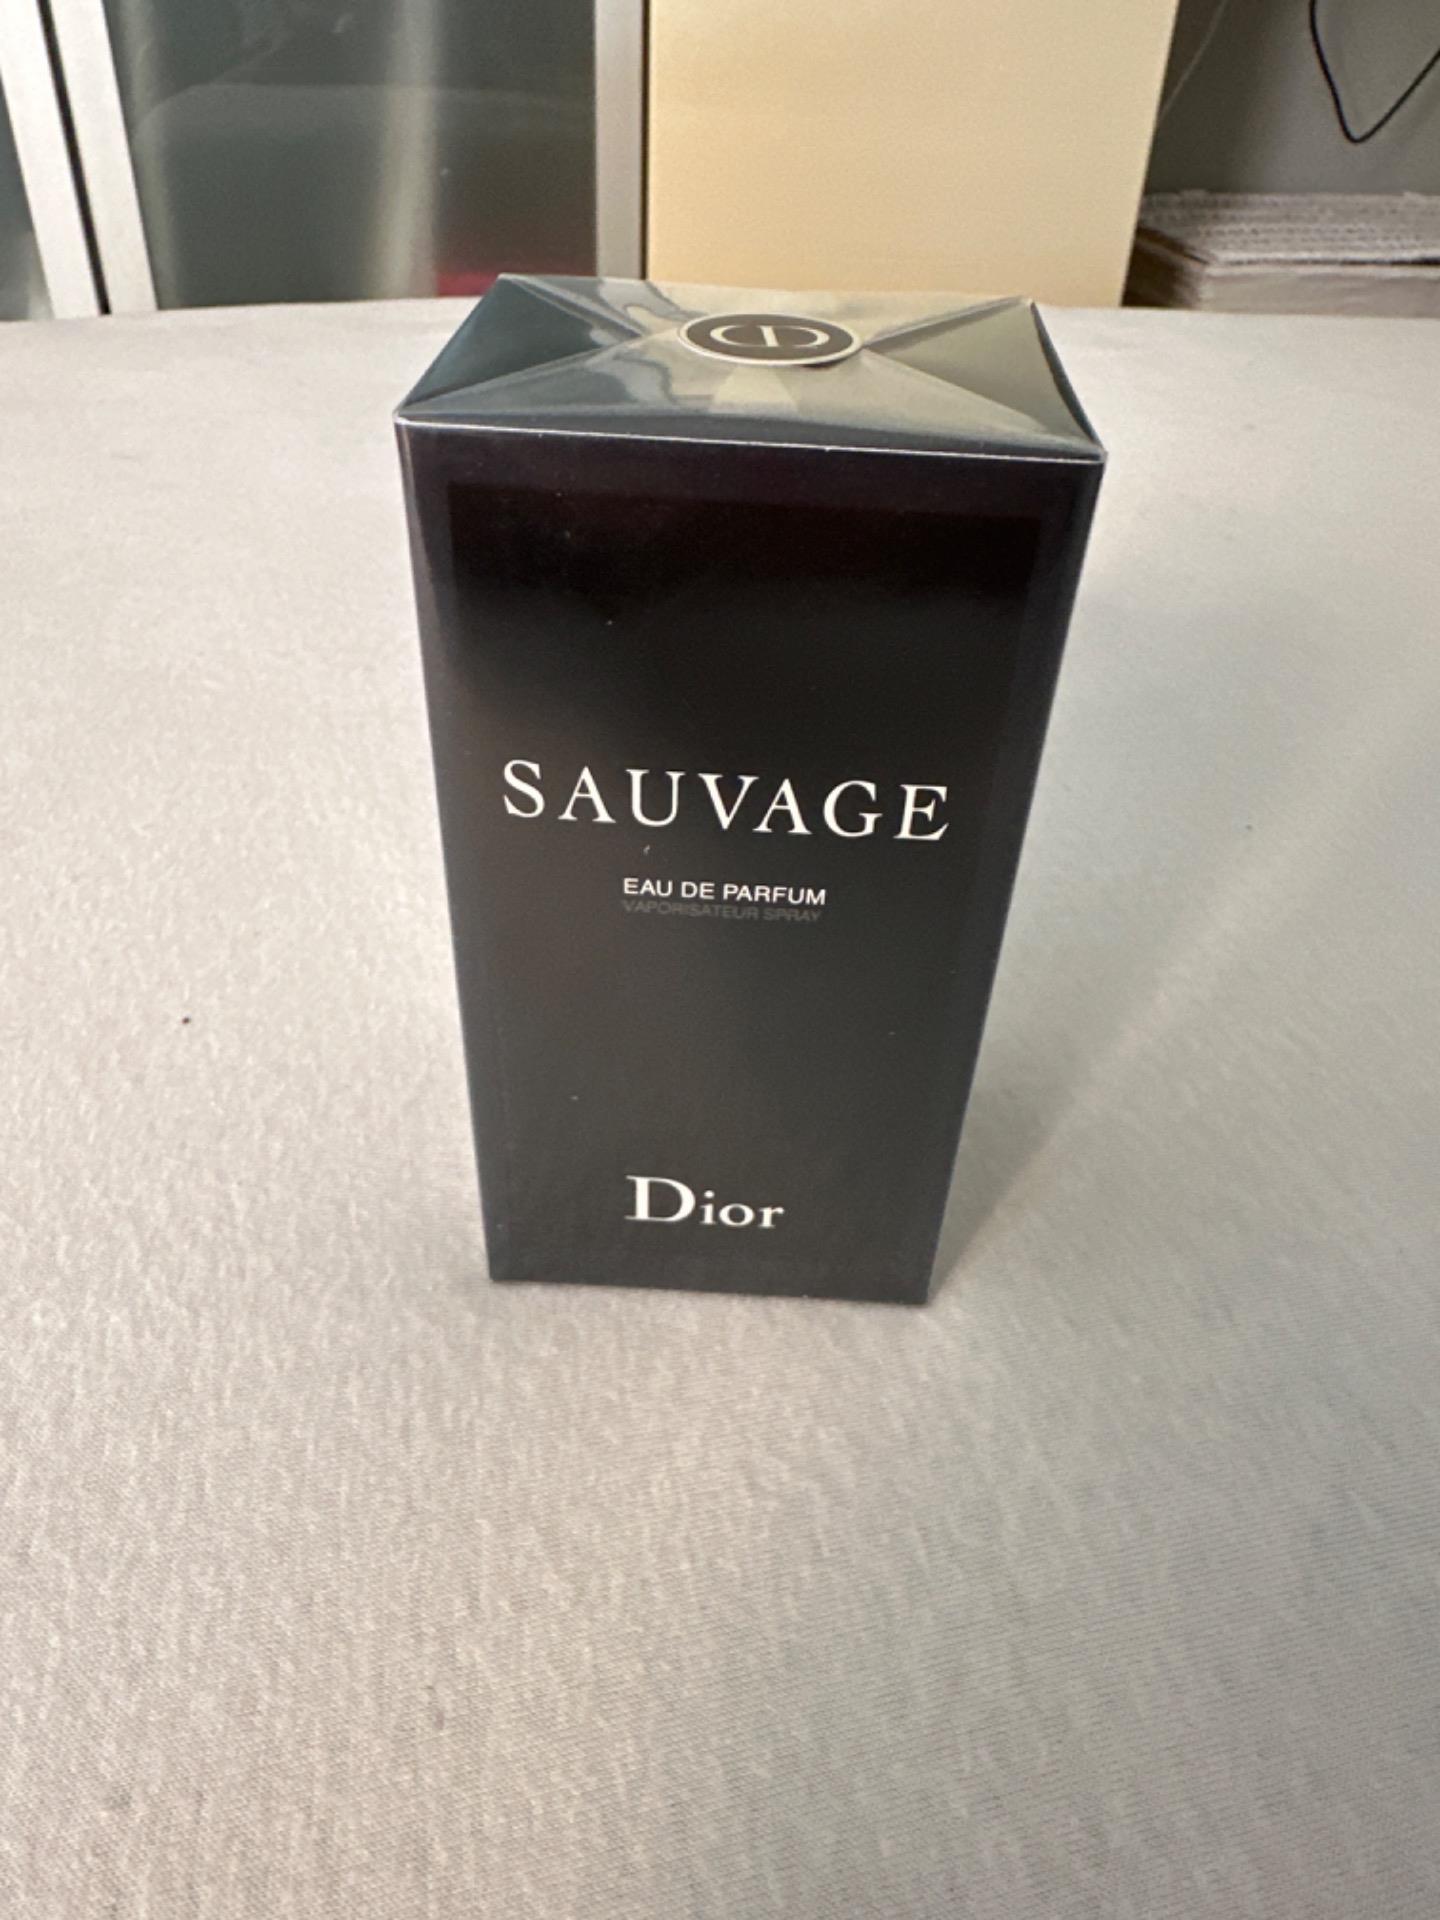 SAUVAGE
EAU DE PARFUM
VAPORISATEUR SPRAY
Dior